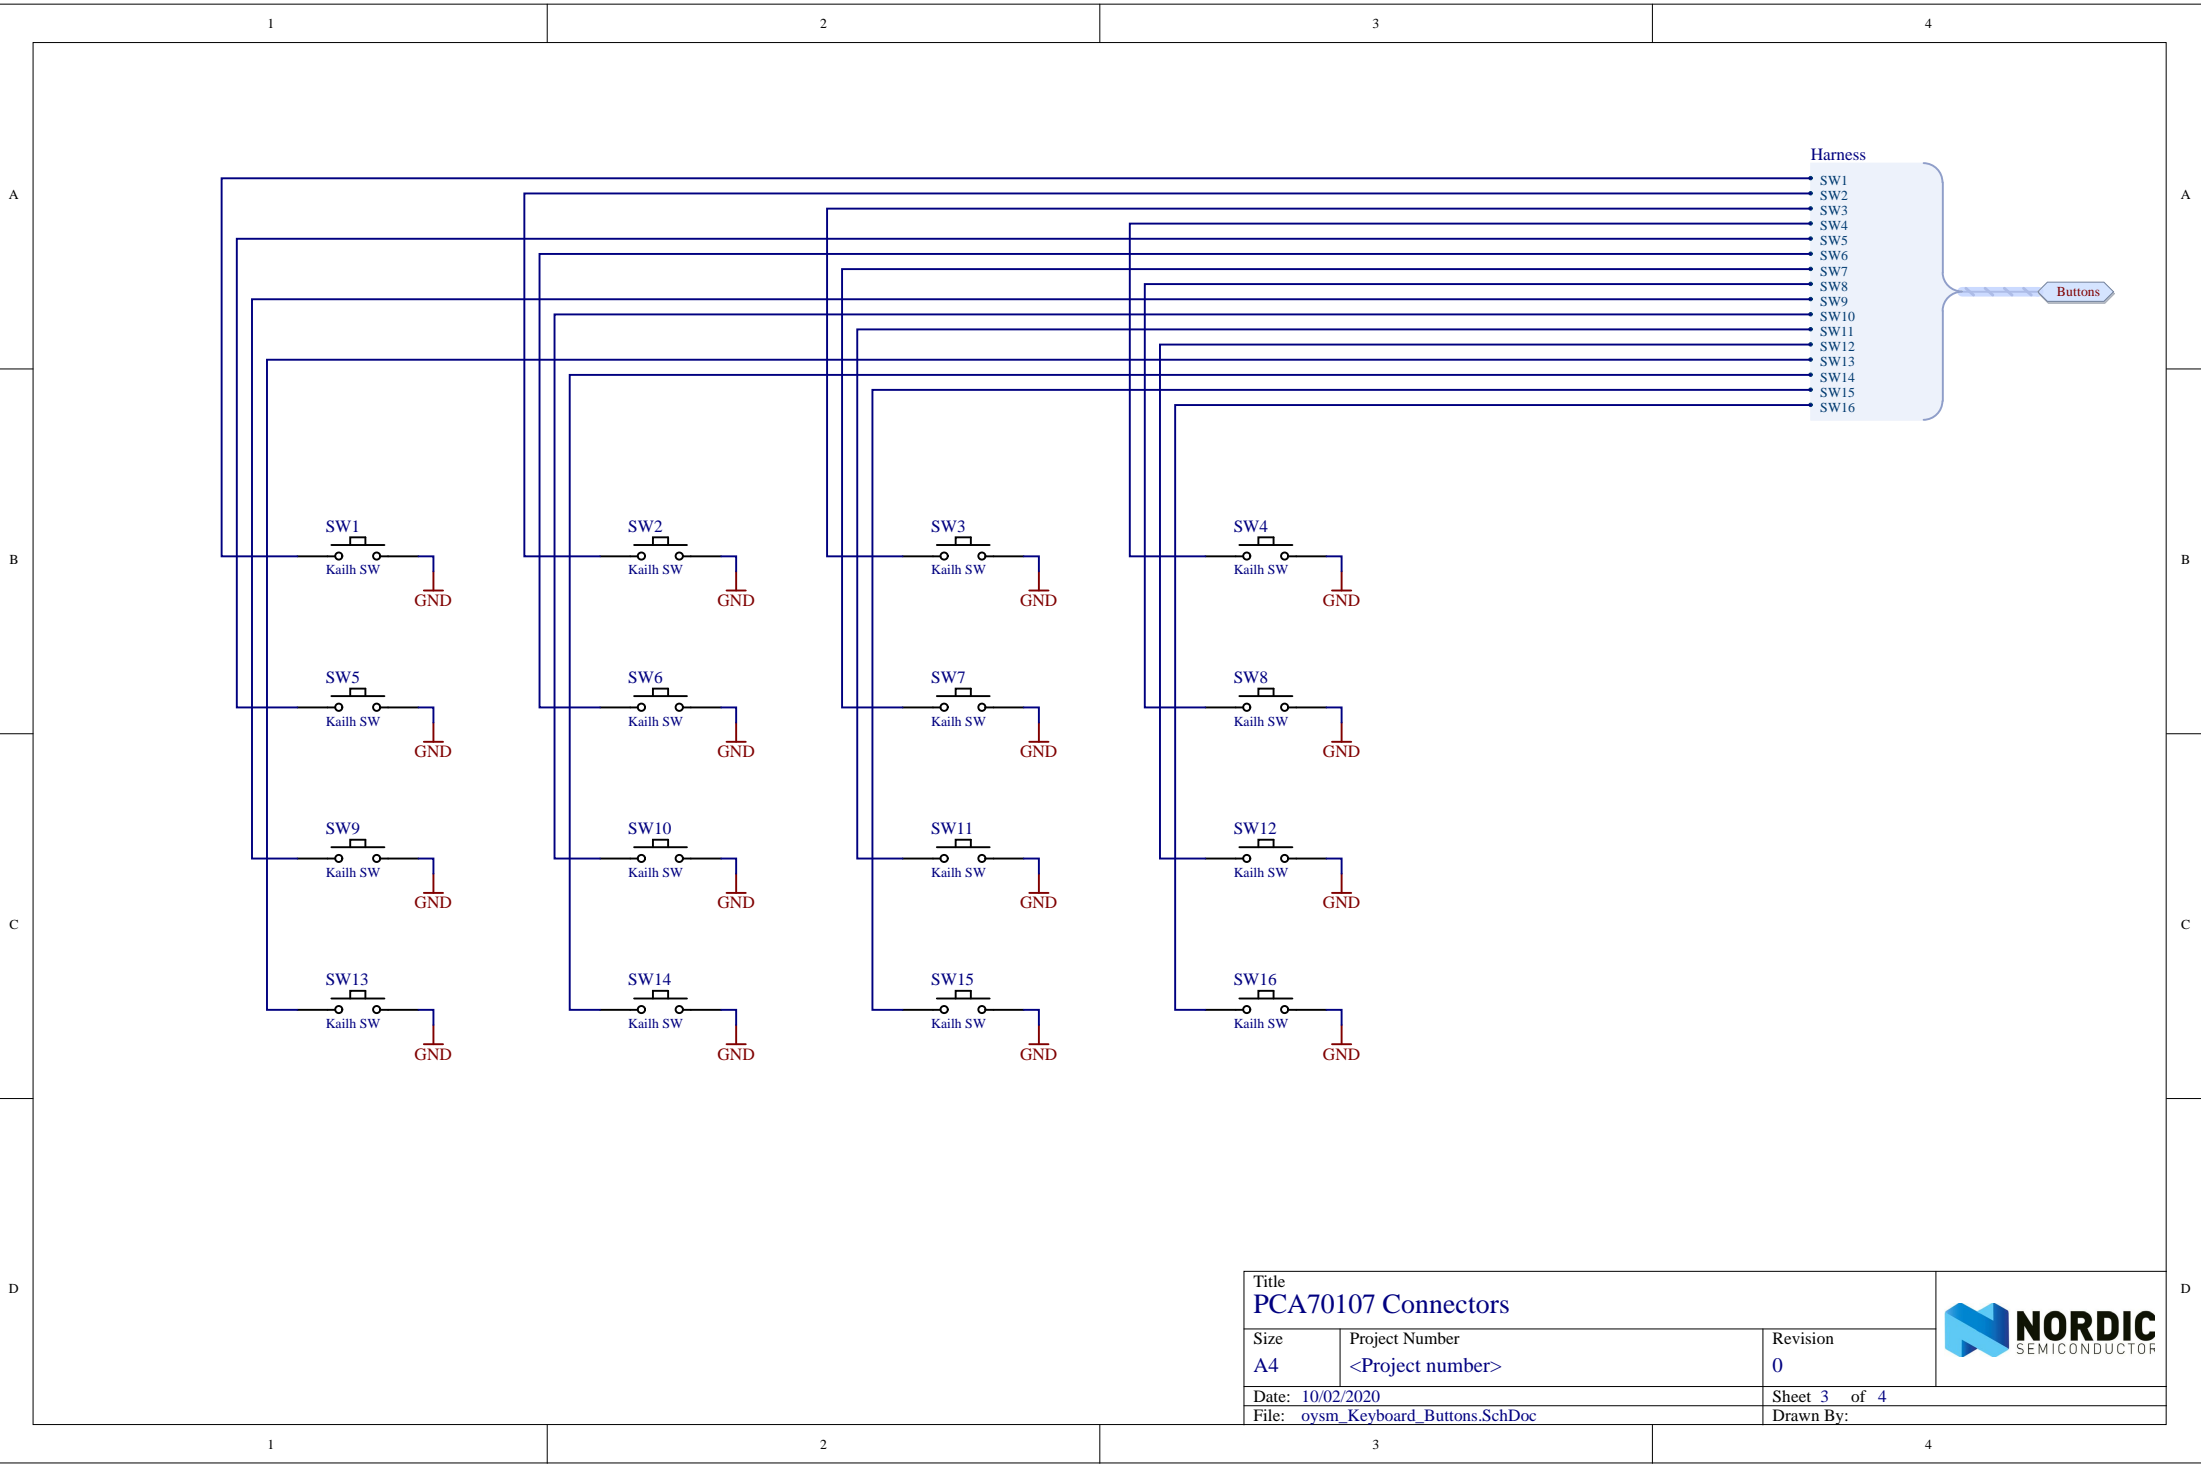 1 2 3 4
Harness
SW1
A A
SW2
SW3
SW4
SW5
SW6
SW7
SW8
Buttons
SW9
SW10
SW11
SW12
SW13
SW14
SW15
SW16
SW1 SW2 SW3 SW4
B B
Kailh SW Kailh SW Kailh SW Kailh SW
GND GND GND GND
SW5 SW6 SW7 SW8
Kailh SW Kailh SW Kailh SW Kailh SW
GND GND GND GND
SW9 SW10 SW11 SW12
Kailh SW Kailh SW Kailh SW Kailh SW
GND GND GND GND
C C
SW13 SW14 SW15 SW16
Kailh SW Kailh SW Kailh SW Kailh SW
GND GND GND GND
D D
Title
PCA70107 Connectors
Size Project Number Revision
A4 <Project number> 0
NORDIC
SEMICONDUCTOR
Date: 10/02/2020 Sheet 3 of 4
File: oysm_Keyboard_Buttons.SchDoc Drawn By:
1 2 3 4